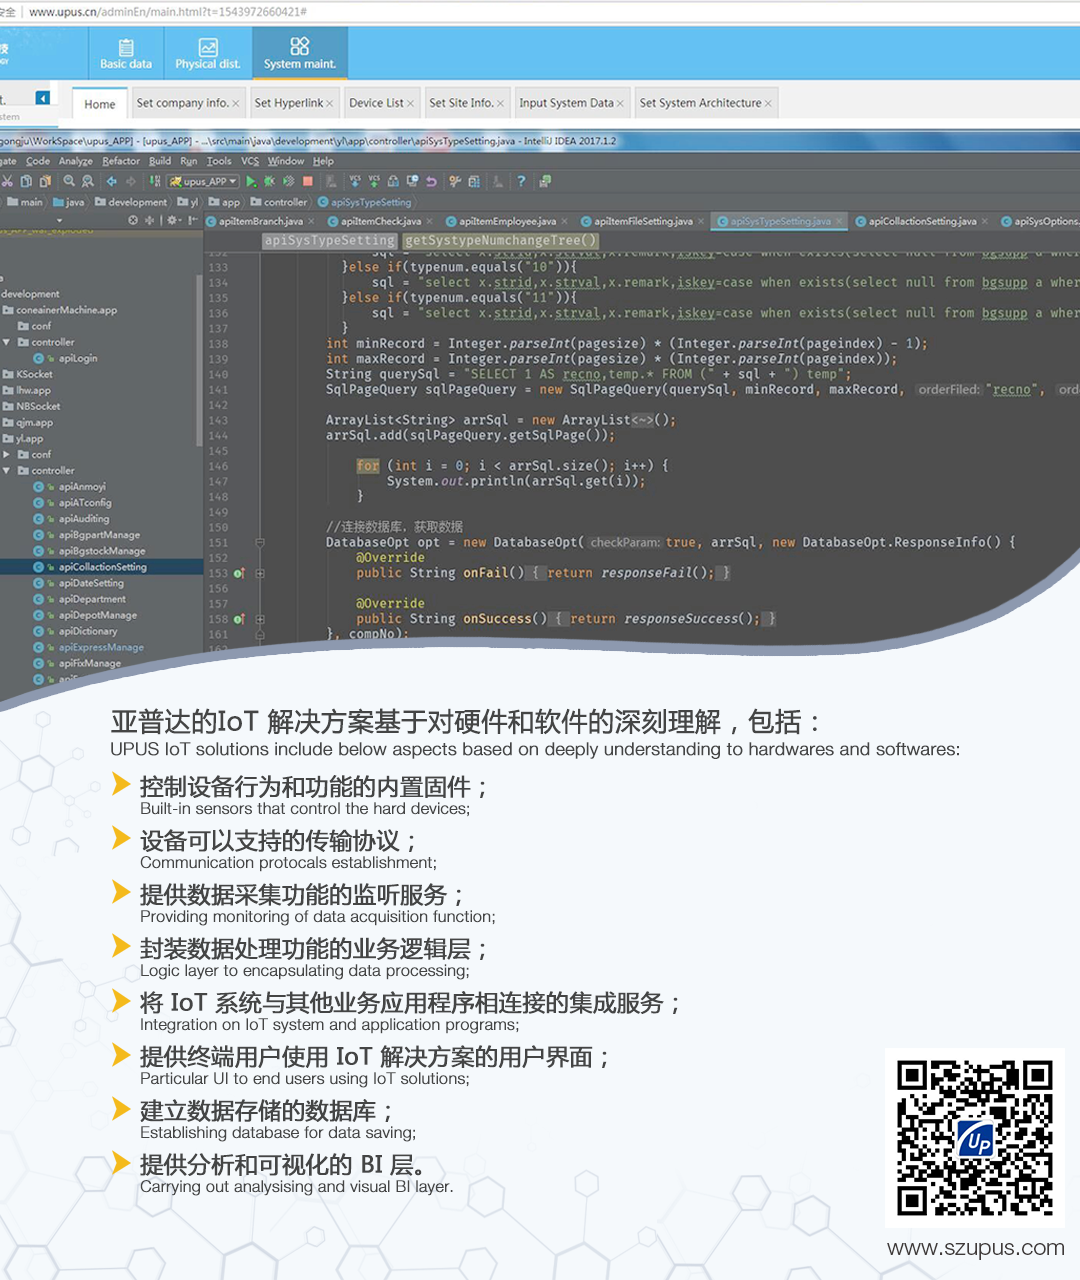 安全 | www.upus.cn/adminEn/main.html?t=1543972660421#
Basic data
Physical dist.
System maint.
Home
Set company info. ×
Set Hyperlink ×
Device List ×
Set Site Info. ×
Input System Data ×
Set System Architecture ×
gongju\WorkSpace\upus_APP] - [upus_APP] - ...\src\main\java\development\yl\app\controller\apiSysTypeSetting.java - IntelliJ IDEA 2017.1.2
gate Code Analyze Refactor Build Run Tools VCS Window Help
upus_APP
main java development yl app controller apiSysTypeSetting
apiItemBranch.java × apiItemCheck.java × apiItemEmployee.java × apiItemFileSetting.java × apiSysTypeSetting.java × apiCollactionSetting.java × apiSysOptions.
apiSysTypeSetting getSystypeNumchangeTree()
133 }else if(typenum.equals("10")){
134 sql = "select x.strid,x.strval,x.remark,iskey=case when exists(select null from bgsupp a wher
135 }else if(typenum.equals("11")){
136 sql = "select x.strid,x.strval,x.remark,iskey=case when exists(select null from bgsupp a wher
137 }
138 int minRecord = Integer.parseInt(pagesize) * (Integer.parseInt(pageindex) - 1);
139 int maxRecord = Integer.parseInt(pagesize) * (Integer.parseInt(pageindex));
140 String querySql = "SELECT 1 AS recno,temp.* FROM (" + sql + ") temp";
141 SqlPageQuery sqlPageQuery = new SqlPageQuery(querySql, minRecord, maxRecord, orderFiled: "recno", ord
142
143 ArrayList<String> arrSql = new ArrayList<~>();
144 arrSql.add(sqlPageQuery.getSqlPage());
145
146 for (int i = 0; i < arrSql.size(); i++) {
147 System.out.println(arrSql.get(i));
148 }
149
150 //连接数据库，获取数据
151 DatabaseOpt opt = new DatabaseOpt( checkParam: true, arrSql, new DatabaseOpt.ResponseInfo() {
152 @Override
153 public String onFail() { return responseFail(); }
156
157 @Override
158 public String onSuccess() { return responseSuccess(); }
161 }, compNo);
development
coneainerMachine.app
conf
controller
apiLogin
KSocket
lhw.app
NBSocket
qjm.app
yl.app
conf
controller
apiAnmoyi
apiATconfig
apiAuditing
apiBgpartManage
apiBgstockManage
apiCollactionSetting
apiDateSetting
apiDepartment
apiDepotManage
apiDictionary
apiExpressManage
apiFixManage
亚普达的IoT 解决方案基于对硬件和软件的深刻理解，包括：
UPUS IoT solutions include below aspects based on deeply understanding to hardwares and softwares:
控制设备行为和功能的内置固件；
Built-in sensors that control the hard devices;
设备可以支持的传输协议；
Communication protocals establishment;
提供数据采集功能的监听服务；
Providing monitoring of data acquisition function;
封装数据处理功能的业务逻辑层；
Logic layer to encapsulating data processing;
将 IoT 系统与其他业务应用程序相连接的集成服务；
Integration on IoT system and application programs;
提供终端用户使用 IoT 解决方案的用户界面；
Particular UI to end users using IoT solutions;
建立数据存储的数据库；
Establishing database for data saving;
提供分析和可视化的 BI 层。
Carrying out analysising and visual BI layer.
UP
www.szupus.com